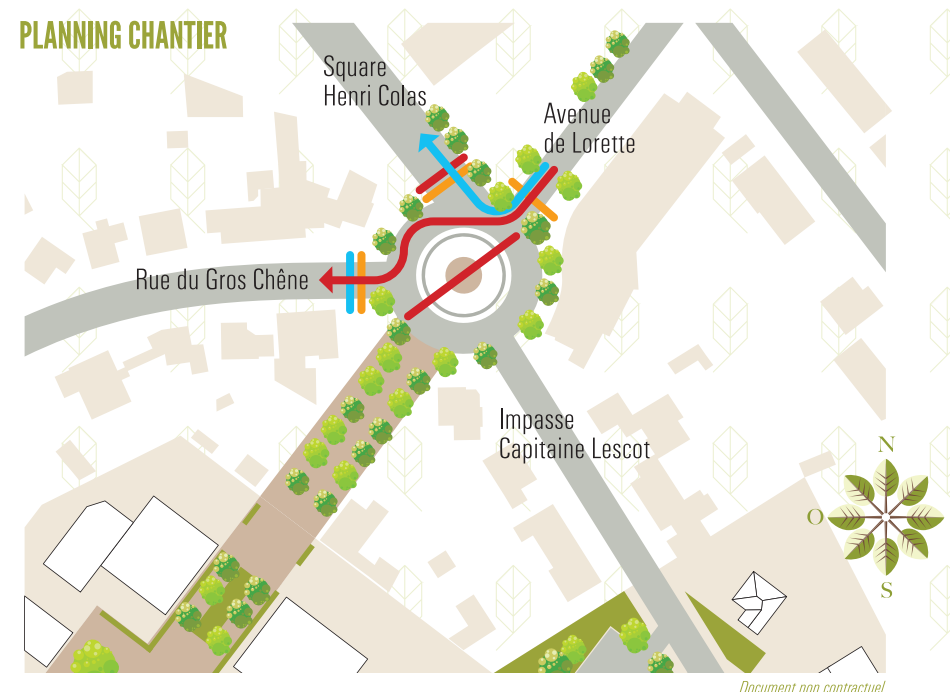 PLANNING CHANTIER
Square
Henri Colas
Avenue
de Lorette
Rue du Gros Chêne
Impasse
Capitaine Lescot
N
O
S
Document non contractuel